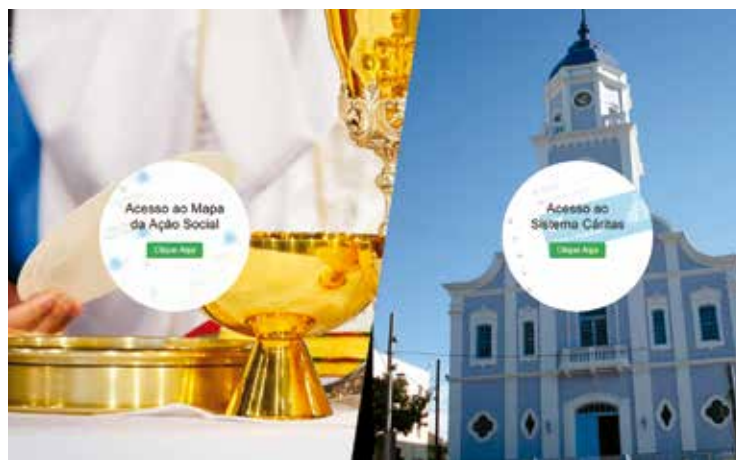 Acesso ao Mapa
da Ação Social
Clique Aqui
Acesso ao
Sistema Cáritas
Clique Aqui